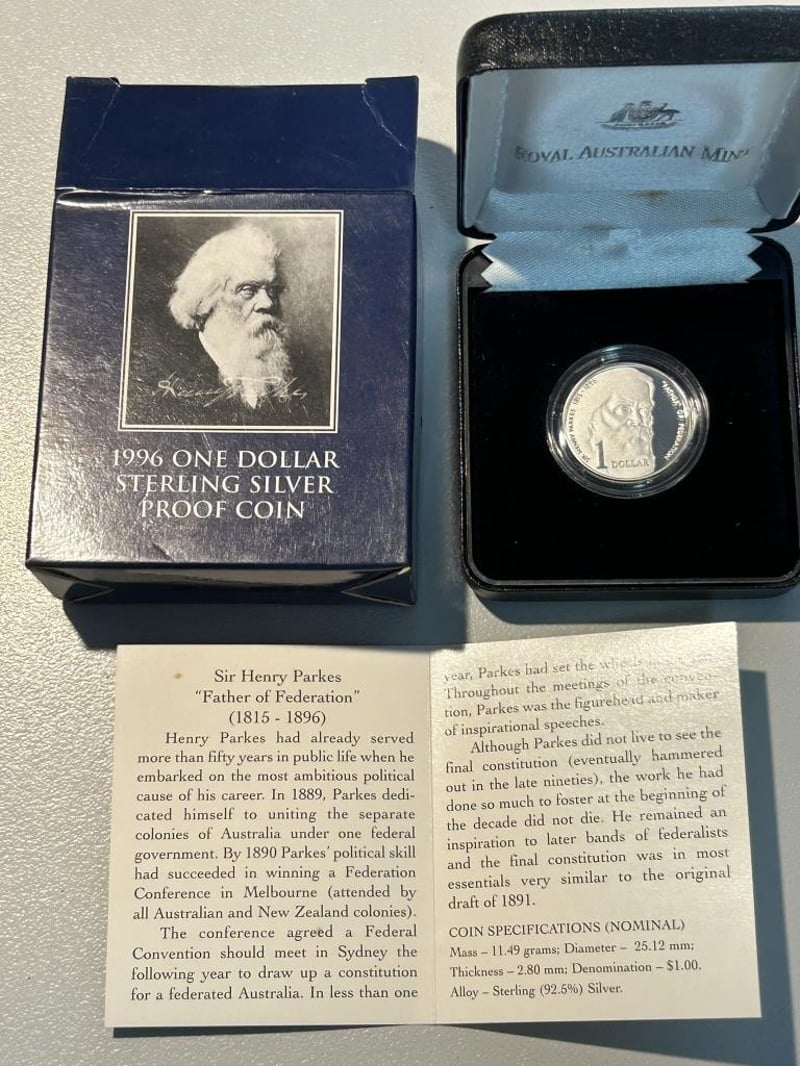 1996 ONE DOLLAR
STERLING SILVER
PROOF COIN
ROYAL AUSTRALIAN MINT
SIR HENRY PARKES 1815-1896
"FATHER" OF FEDERATION
1
DOLLAR
Sir Henry Parkes
"Father of Federation"
(1815 - 1896)
Henry Parkes had already served
more than fifty years in public life when he
embarked on the most ambitious political
cause of his career. In 1889, Parkes dedi-
cated himself to uniting the separate
colonies of Australia under one federal
government. By 1890 Parkes' political skill
had succeeded in winning a Federation
Conference in Melbourne (attended by
all Australian and New Zealand colonies).
The conference agreed a Federal
Convention should meet in Sydney the
following year to draw up a constitution
for a federated Australia. In less than one
year, Parkes had set the
Throughout the meetings of the conven-
tion, Parkes was the figurehead and maker
of inspirational speeches.
Although Parkes did not live to see the
final constitution (eventually hammered
out in the late nineties), the work he had
done so much to foster at the beginning of
the decade did not die. He remained an
inspiration to later bands of federalists
and the final constitution was in most
essentials very similar to the original
draft of 1891.
COIN SPECIFICATIONS (NOMINAL)
Mass – 11.49 grams; Diameter – 25.12 mm;
Thickness – 2.80 mm; Denomination – $1.00.
Alloy – Sterling (92.5%) Silver.